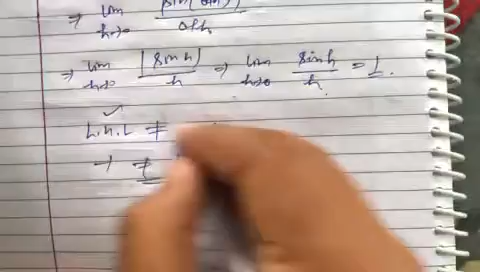 ⇒ lim h→0 |sin(0+h)| / 0+h
⇒ lim h→0 |sin h| / h ⇒ lim h→0 sin h / h = 1.
L.H.L ≠
≠